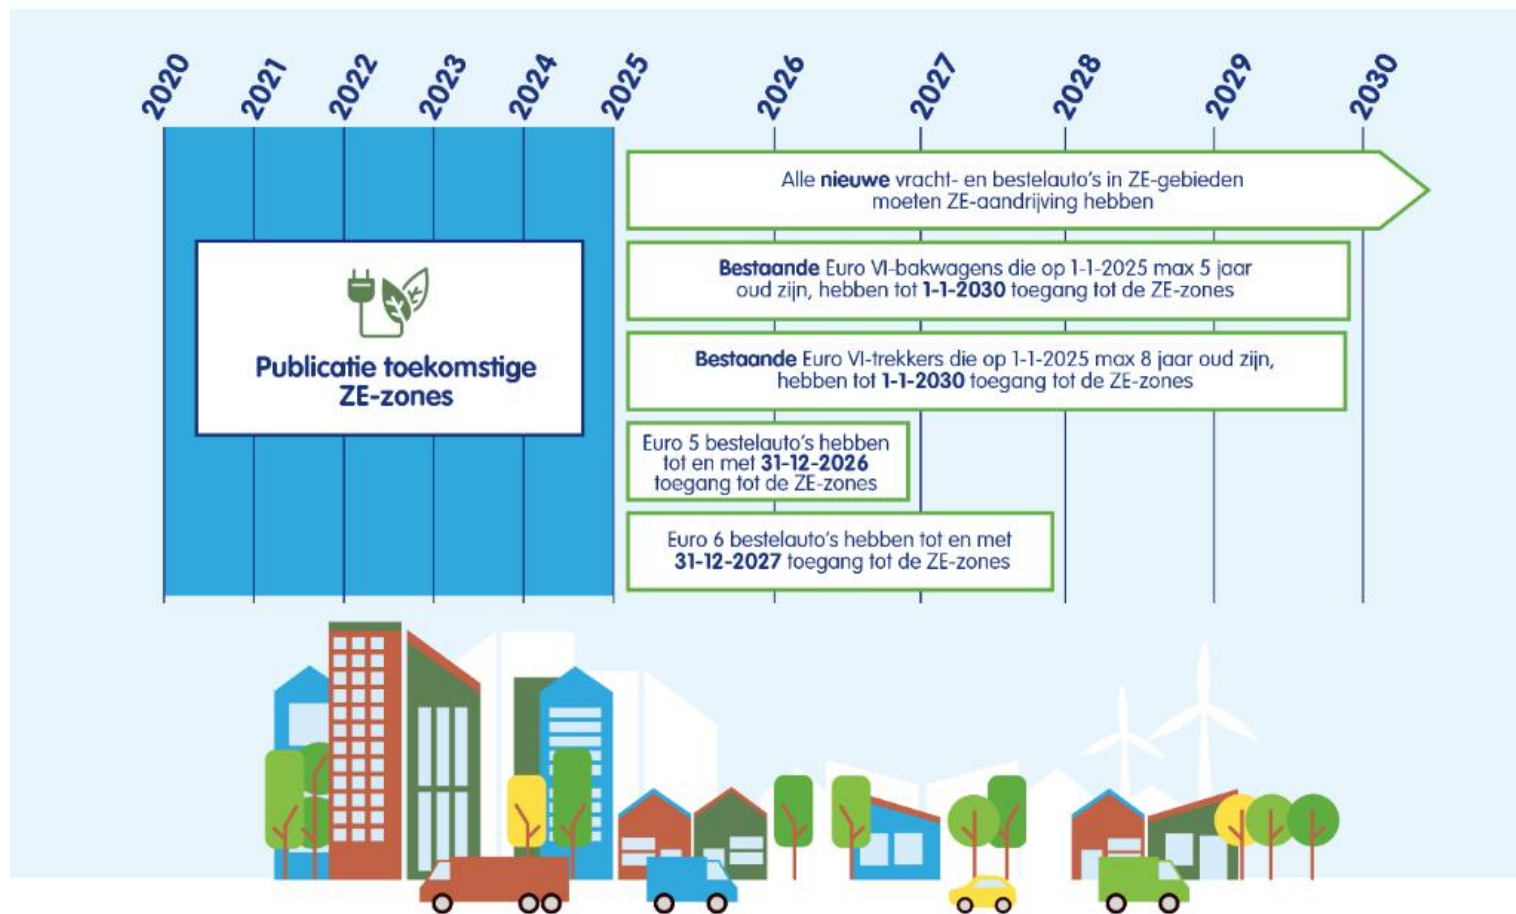 2020
2021
2022
2023
2024
2025
2026
2027
2028
2029
2030
Alle nieuwe vracht- en bestelauto's in ZE-gebieden
moeten ZE-aandrijving hebben
Bestaande Euro VI-bakwagens die op 1-1-2025 max 5 jaar
oud zijn, hebben tot 1-1-2030 toegang tot de ZE-zones
Publicatie toekomstige
ZE-zones
Bestaande Euro VI-trekkers die op 1-1-2025 max 8 jaar oud zijn,
hebben tot 1-1-2030 toegang tot de ZE-zones
Euro 5 bestelauto's hebben
tot en met 31-12-2026
toegang tot de ZE-zones
Euro 6 bestelauto's hebben tot en met
31-12-2027 toegang tot de ZE-zones